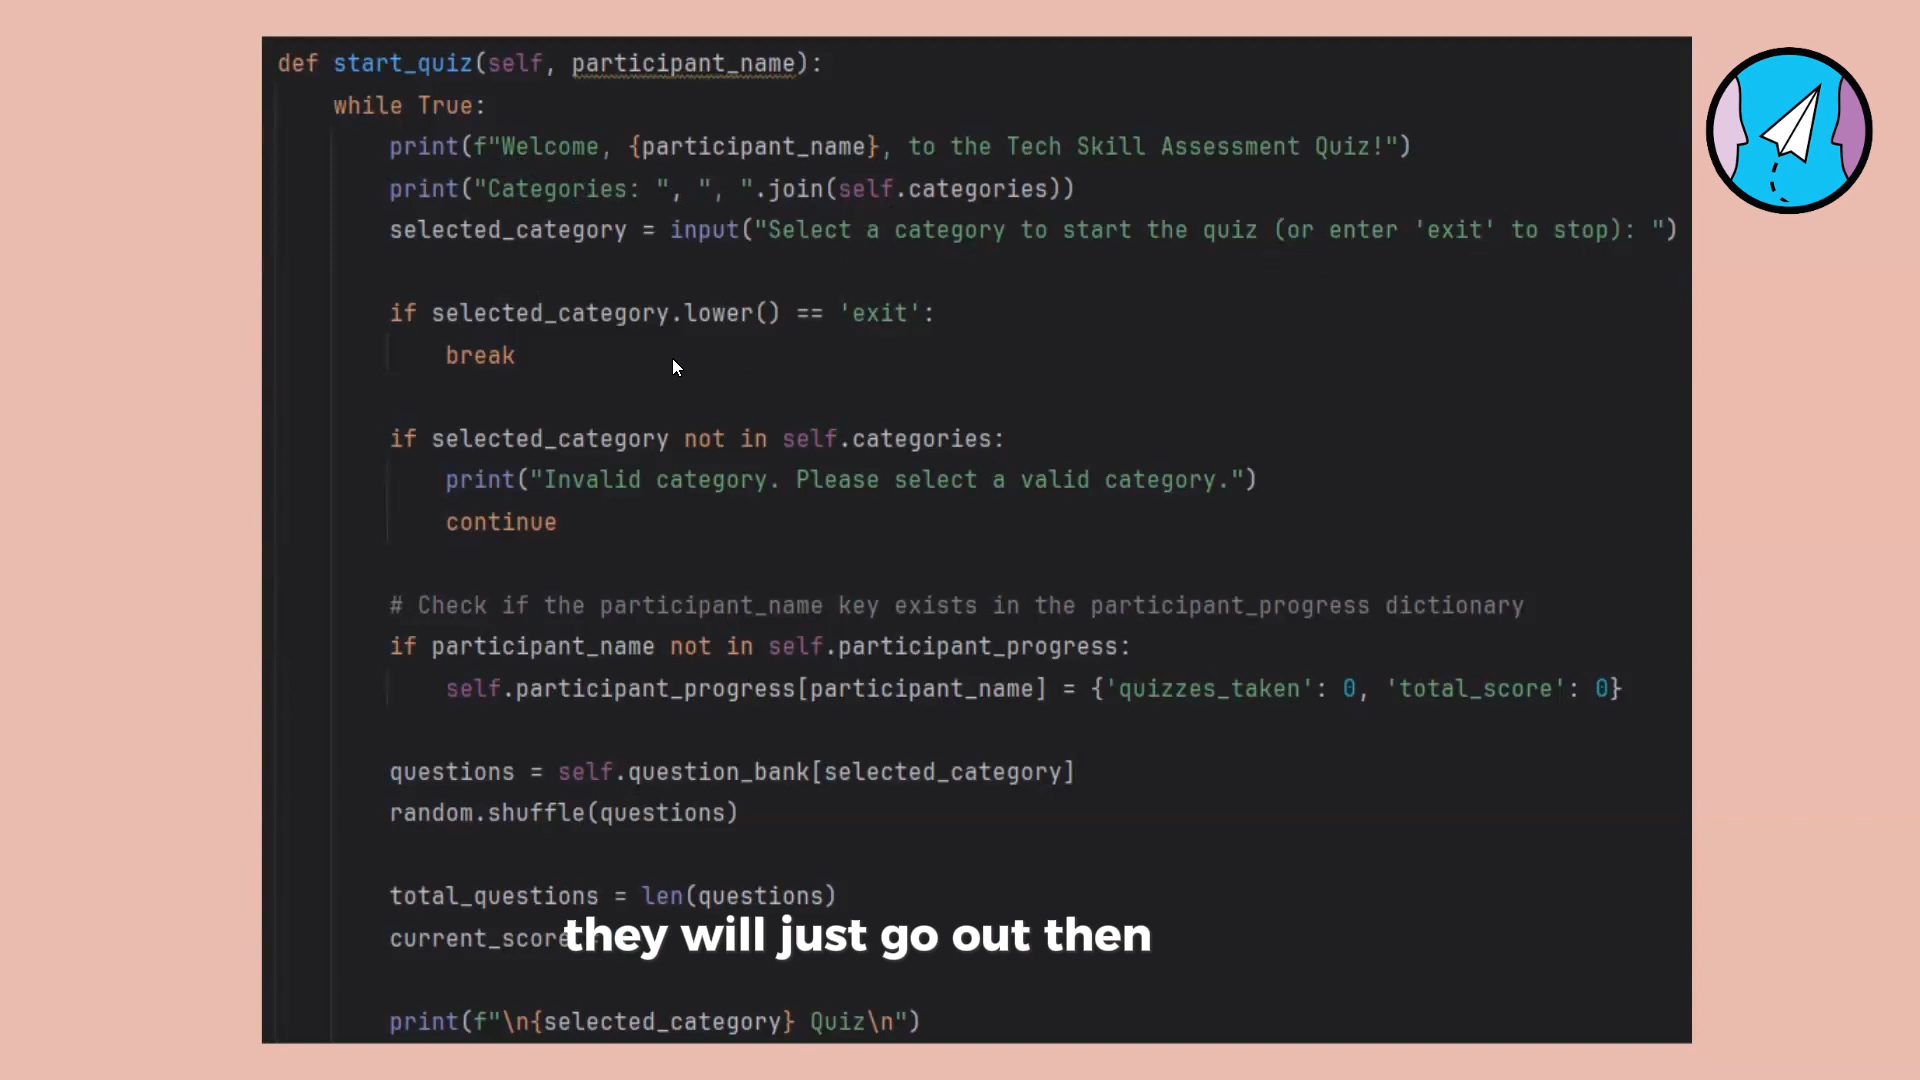 def start_quiz(self, participant_name):
while True:
print(f"Welcome, {participant_name}, to the Tech Skill Assessment Quiz!")
print("Categories: ", ", ".join(self.categories))
selected_category = input("Select a category to start the quiz (or enter 'exit' to stop): ")
if selected_category.lower() == 'exit':
break
if selected_category not in self.categories:
print("Invalid category. Please select a valid category.")
continue
# Check if the participant_name key exists in the participant_progress dictionary
if participant_name not in self.participant_progress:
self.participant_progress[participant_name] = {'quizzes_taken': 0, 'total_score': 0}
questions = self.question_bank[selected_category]
random.shuffle(questions)
total_questions = len(questions)
current_score
they will just go out then
print(f"\n{selected_category} Quiz\n")